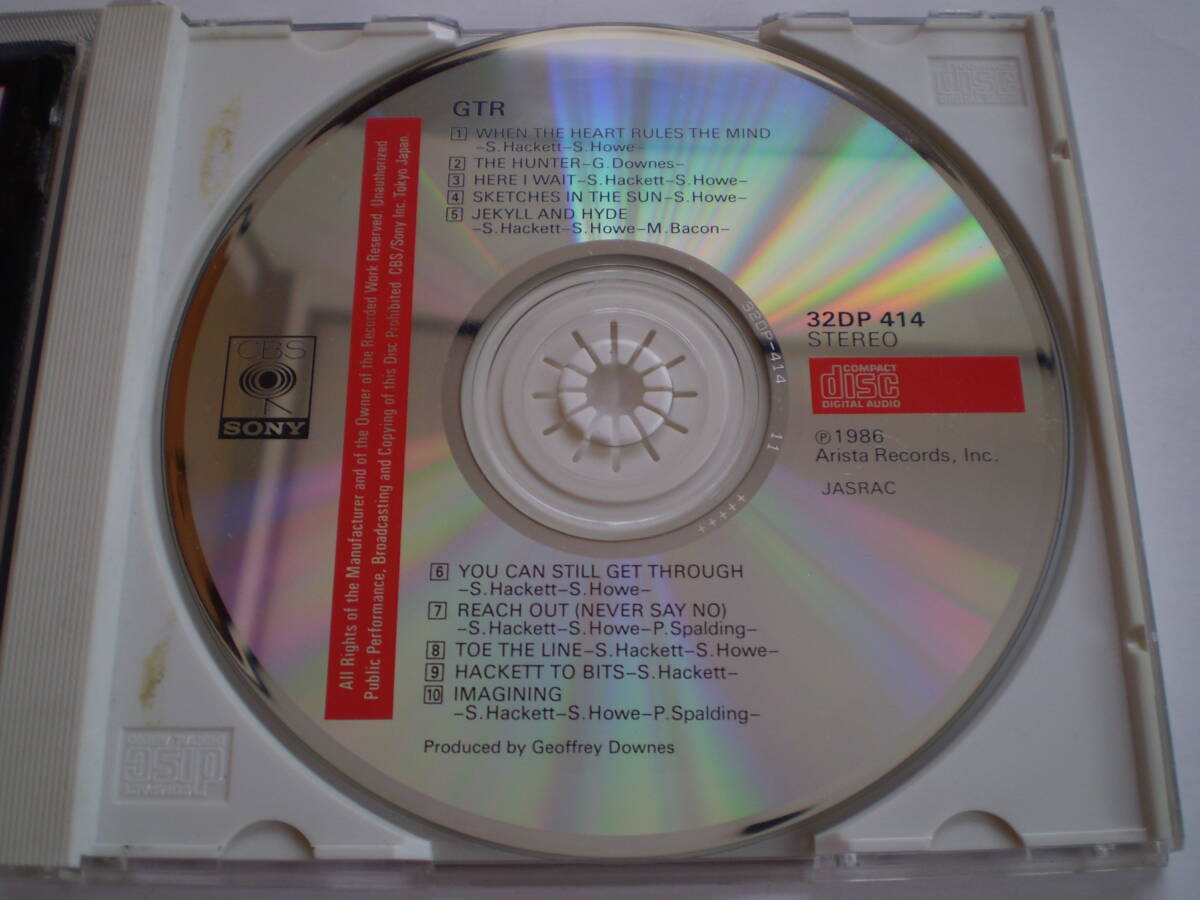 GTR
1 WHEN THE HEART RULES THE MIND
–S.Hackett–S.Howe–
2 THE HUNTER–G.Downes–
3 HERE I WAIT–S.Hackett–S.Howe–
4 SKETCHES IN THE SUN–S.Howe–
5 JEKYLL AND HYDE
–S.Hackett–S.Howe–M.Bacon–
All Rights of the Manufacturer and of the Owner of the Recorded Work Reserved. Unauthorized
Public Performance, Broadcasting and Copying of this Disc Prohibited. CBS/Sony Inc. Tokyo Japan
CBS
SONY
32DP-414 11 +++++
32DP 414
STEREO
COMPACT
disc
DIGITAL AUDIO
℗1986
Arista Records, Inc.
JASRAC
6 YOU CAN STILL GET THROUGH
–S.Hackett–S.Howe–
7 REACH OUT (NEVER SAY NO)
–S.Hackett–S.Howe–P.Spalding–
8 TOE THE LINE–S.Hackett–S.Howe–
9 HACKETT TO BITS–S.Hackett–
10 IMAGINING
–S.Hackett–S.Howe–P.Spalding–
Produced by Geoffrey Downes
disc
COMPACT
disc